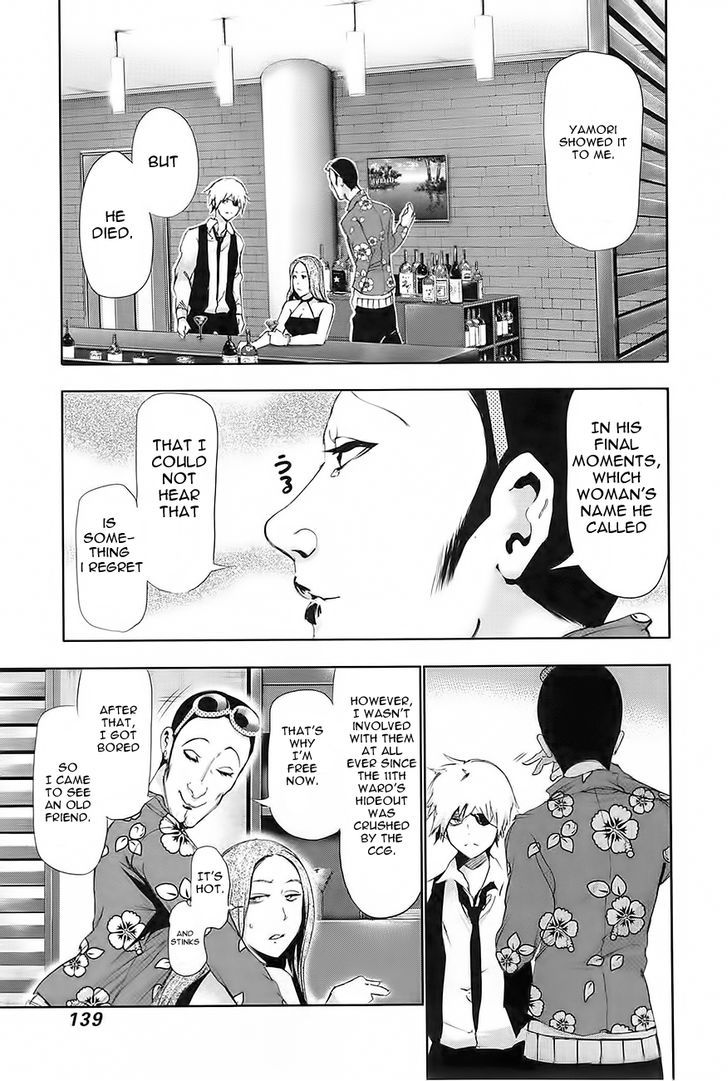 YAMORI
SHOWED IT
TO ME.
BUT
HE
DIED.
IN HIS
FINAL
MOMENTS,
WHICH
WOMAN'S
NAME HE
CALLED
うる
THAT I
COULD
NOT
HEAR
THAT
IS
SOME-
THING
I REGRET
HOWEVER,
I WASN'T
INVOLVED
WITH THEM
AT ALL
EVER SINCE
THE 11TH
WARD'S
HIDEOUT
WAS
CRUSHED
BY THE
CCG.
THAT'S
WHY
I'M
FREE
NOW.
AFTER
THAT,
I GOT
BORED
SO
I CAME
TO SEE
AN OLD
FRIEND.
IT'S
HOT.
AND
STINKS
139